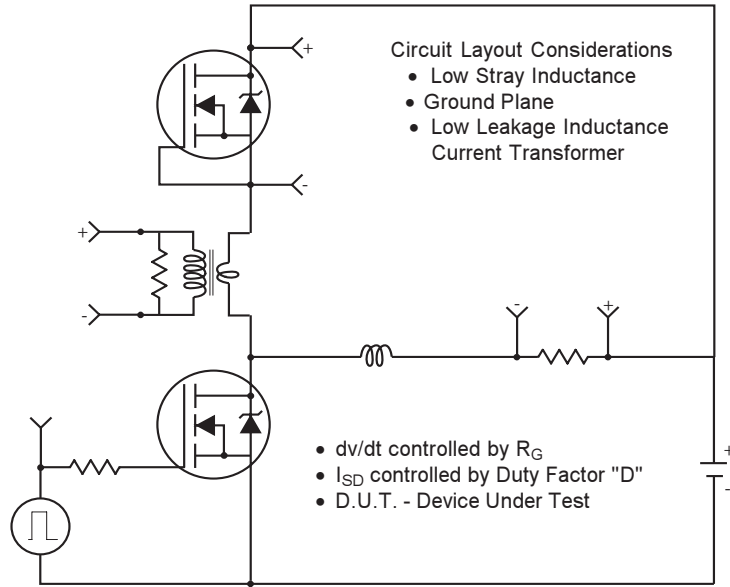 +
Circuit Layout Considerations
• Low Stray Inductance
• Ground Plane
• Low Leakage Inductance
Current Transformer
-
+
-
-
+
• dv/dt controlled by RG
• ISD controlled by Duty Factor "D"
• D.U.T. - Device Under Test
+
-